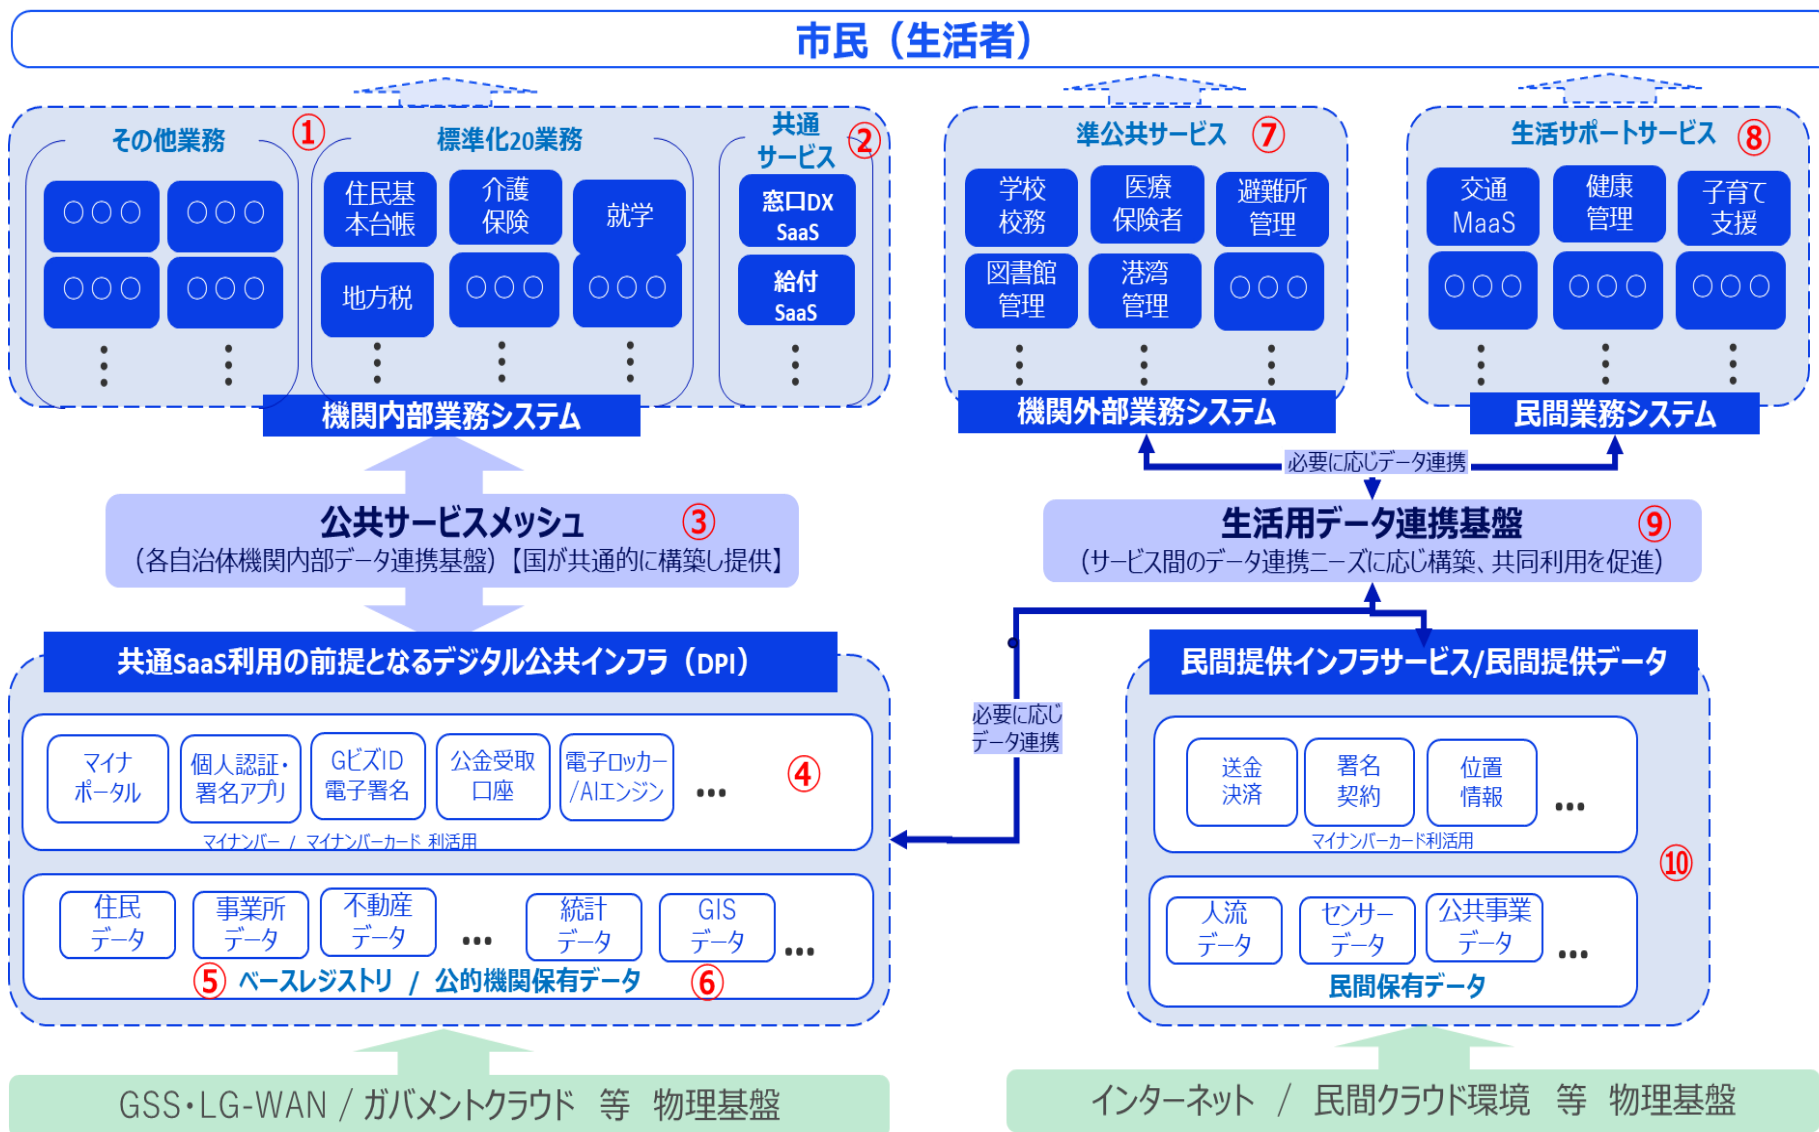 市民（生活者）
その他業務
①
○○○
○○○
○○○
○○○
標準化20業務
住民基
本台帳
介護
保険
就学
地方税
○○○
○○○
共通
サービス
②
窓口DX
SaaS
給付
SaaS
機関内部業務システム
準公共サービス
⑦
学校
校務
医療
保険者
避難所
管理
図書館
管理
港湾
管理
○○○
機関外部業務システム
生活サポートサービス
⑧
交通
MaaS
健康
管理
子育て
支援
○○○
○○○
○○○
民間業務システム
必要に応じデータ連携
公共サービスメッシュ
③
（各自治体機関内部データ連携基盤）【国が共通的に構築し提供】
生活用データ連携基盤
⑨
（サービス間のデータ連携ニーズに応じ構築、共同利用を促進）
共通SaaS利用の前提となるデジタル公共インフラ（DPI）
マイナ
ポータル
個人認証・
署名アプリ
GビズID
電子署名
公金受取
口座
電子ロッカー
/AIエンジン
…
④
マイナンバー / マイナンバーカード 利活用
住民
データ
事業所
データ
不動産
データ
…
統計
データ
GIS
データ
…
⑤
ベースレジストリ / 公的機関保有データ
⑥
必要に応じ
データ連携
民間提供インフラサービス/民間提供データ
送金
決済
署名
契約
位置
情報
…
マイナンバーカード利活用
⑩
人流
データ
センサー
データ
公共事業
データ
…
民間保有データ
GSS・LG-WAN / ガバメントクラウド 等 物理基盤
インターネット / 民間クラウド環境 等 物理基盤